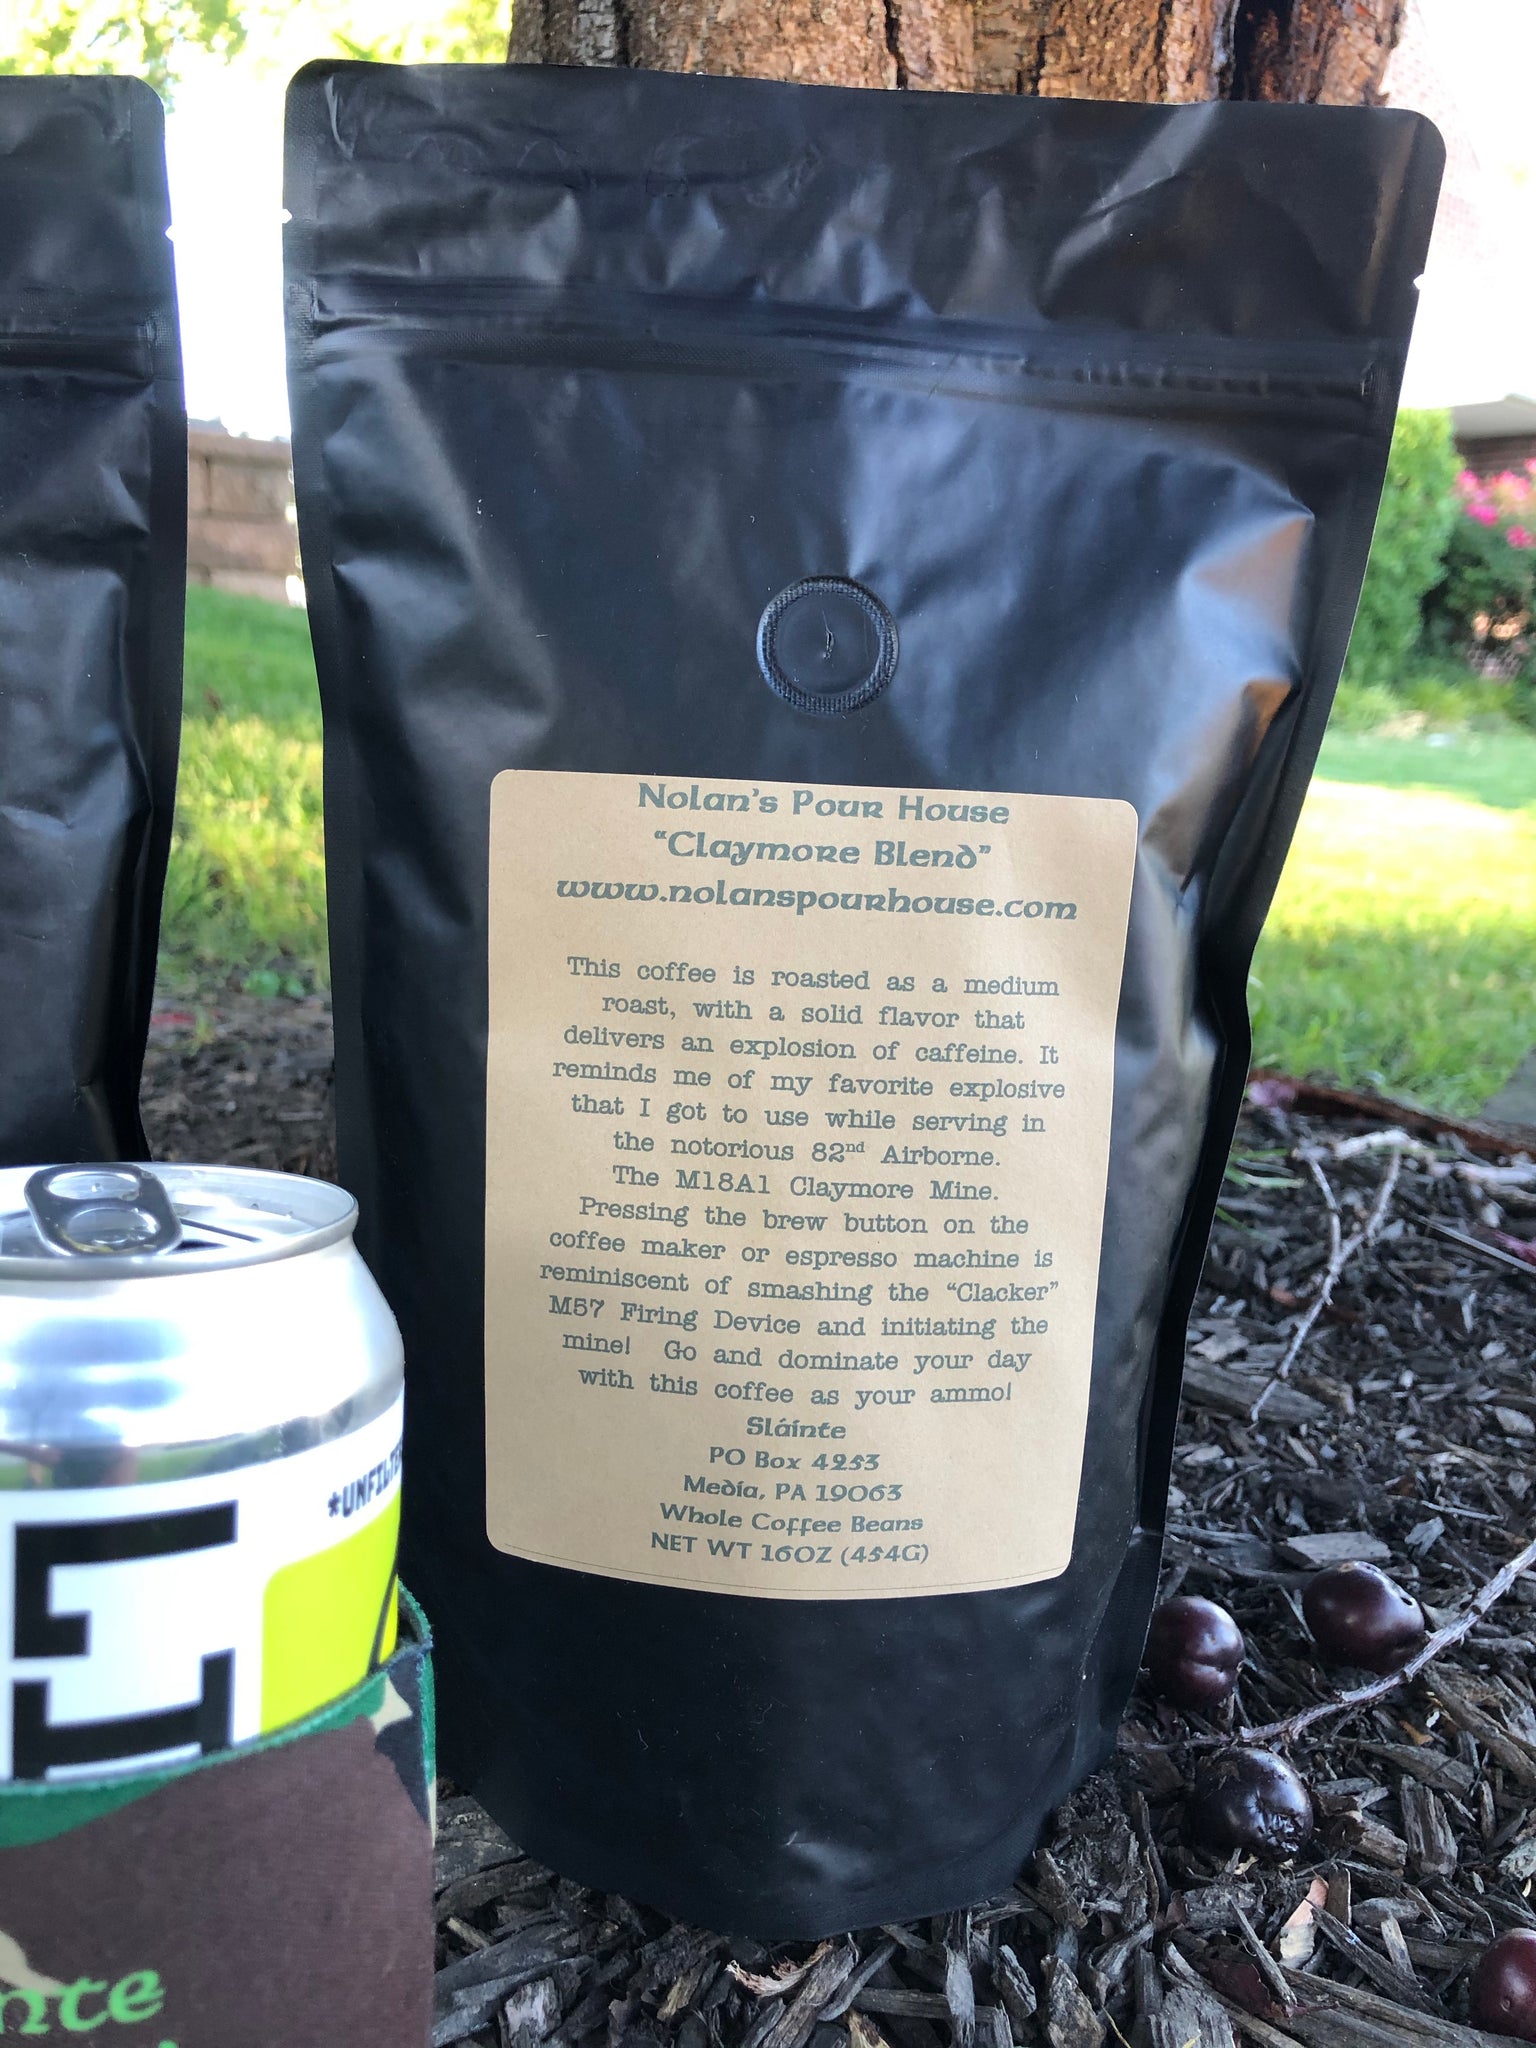 Nolan's Pour House
“Claymore Blend”
www.nolanspourhouse.com
This coffee is roasted as a medium
roast, with a solid flavor that
delivers an explosion of caffeine. It
reminds me of my favorite explosive
that I got to use while serving in
the notorious 82nd Airborne.
The M18A1 Claymore Mine.
Pressing the brew button on the
coffee maker or espresso machine is
reminiscent of smashing the “Clacker”
M57 Firing Device and initiating the
mine!  Go and dominate your day
with this coffee as your ammo!
Sláinte
PO Box 4253
Media, PA 19063
Whole Coffee Beans
NET WT 16OZ (454G)
*UNFILTE
nte